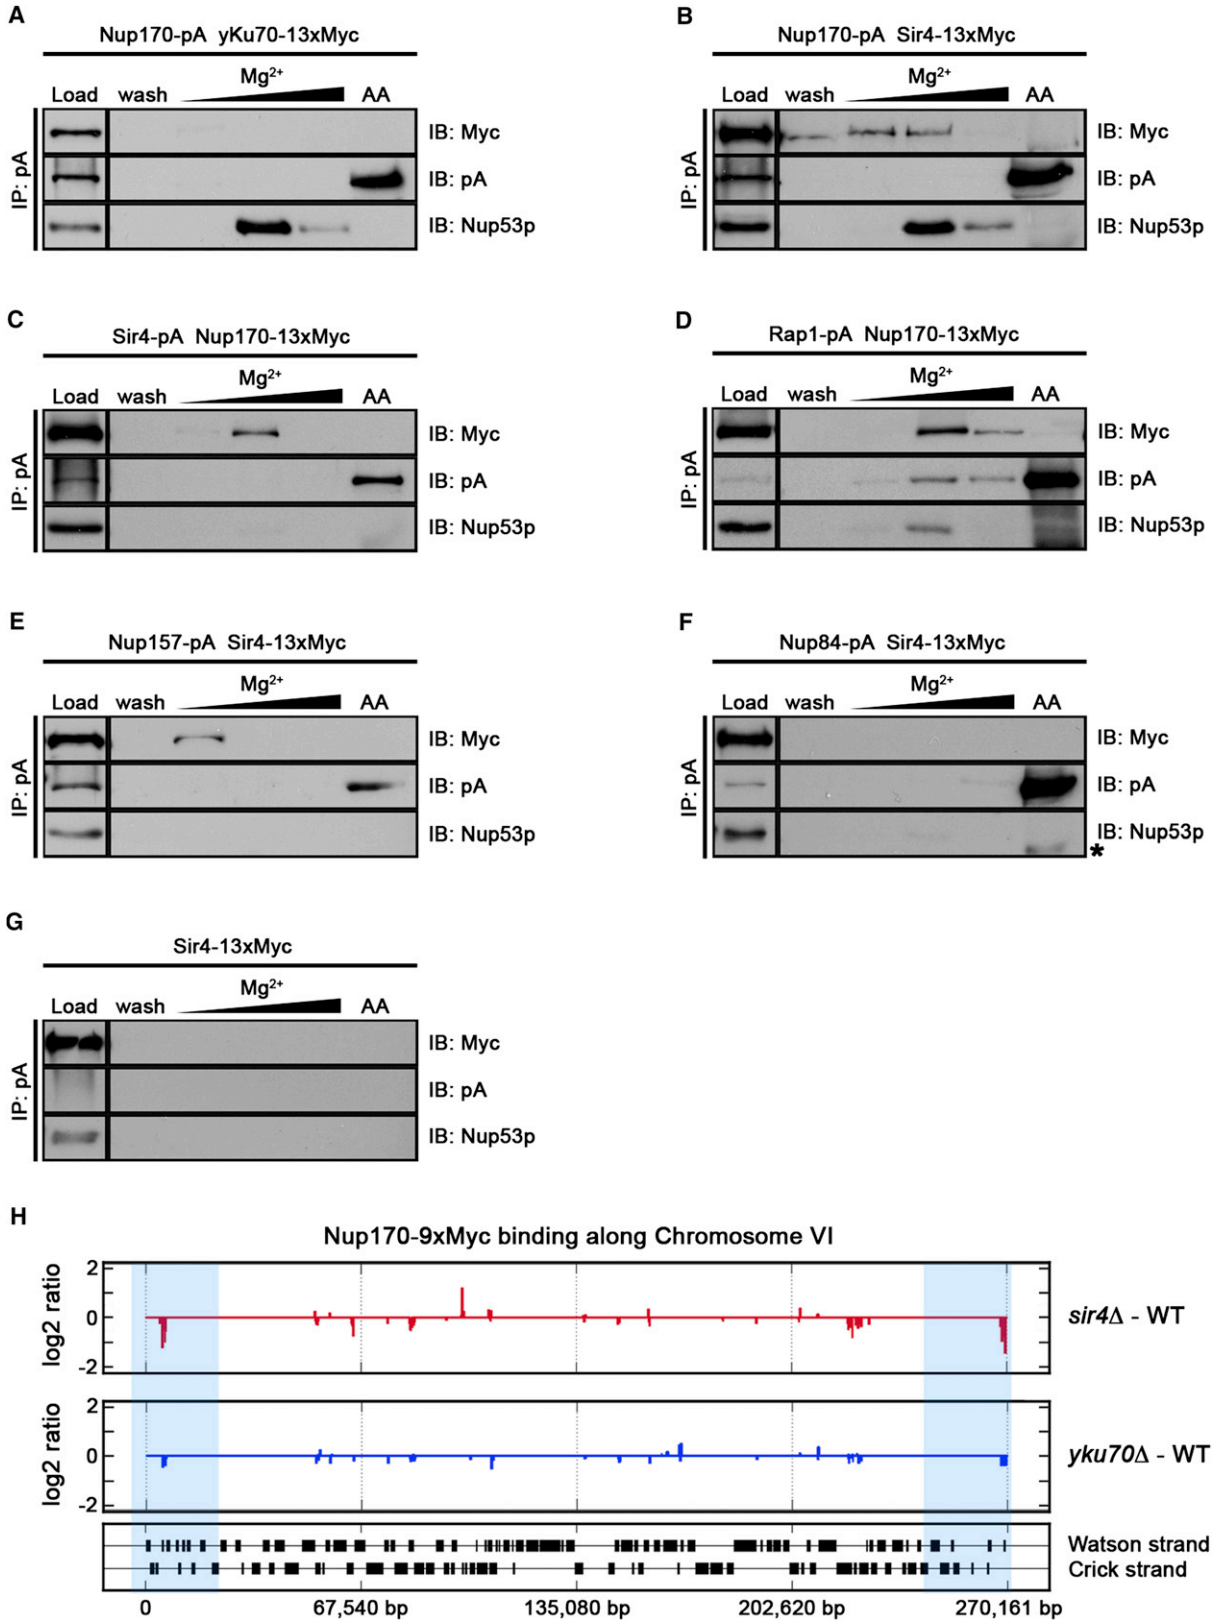 A
Nup170-pA yKu70-13xMyc
Mg2+
Load wash AA
IP: pA
IB: Myc
IB: pA
IB: Nup53p
B
Nup170-pA Sir4-13xMyc
Mg2+
Load wash AA
IP: pA
IB: Myc
IB: pA
IB: Nup53p
C
Sir4-pA Nup170-13xMyc
Mg2+
Load wash AA
IP: pA
IB: Myc
IB: pA
IB: Nup53p
D
Rap1-pA Nup170-13xMyc
Mg2+
Load wash AA
IP: pA
IB: Myc
IB: pA
IB: Nup53p
E
Nup157-pA Sir4-13xMyc
Mg2+
Load wash AA
IP: pA
IB: Myc
IB: pA
IB: Nup53p
F
Nup84-pA Sir4-13xMyc
Mg2+
Load wash AA
IP: pA
IB: Myc
IB: pA
IB: Nup53p
*
G
Sir4-13xMyc
Mg2+
Load wash AA
IP: pA
IB: Myc
IB: pA
IB: Nup53p
H
Nup170-9xMyc binding along Chromosome VI
log2 ratio
2
0
-2
sir4Δ - WT
log2 ratio
2
0
-2
yku70Δ - WT
Watson strand
Crick strand
0 67,540 bp 135,080 bp 202,620 bp 270,161 bp